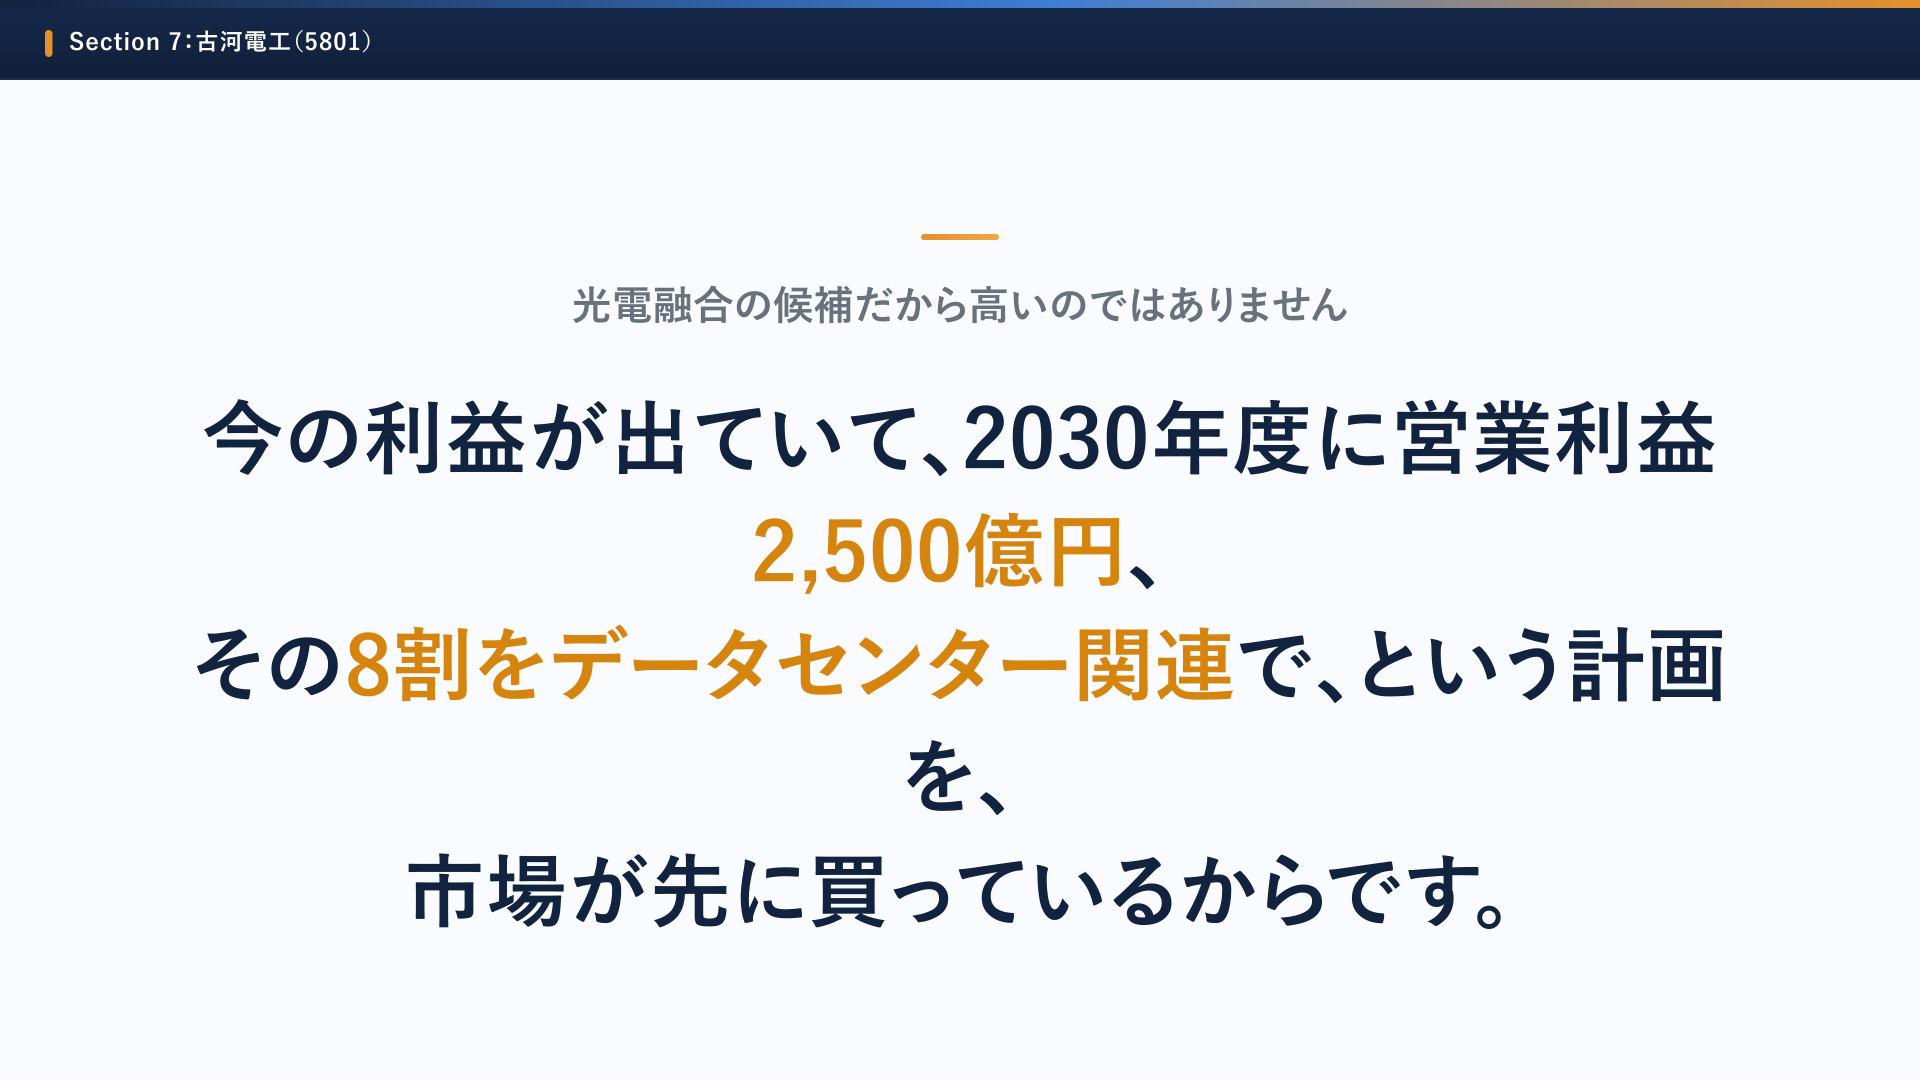 Section 7：古河電工（5801）
光電融合の候補だから高いのではありません
今の利益が出ていて、2030年度に営業利益
2,500億円、
その8割をデータセンター関連で、という計画
を、
市場が先に買っているからです。